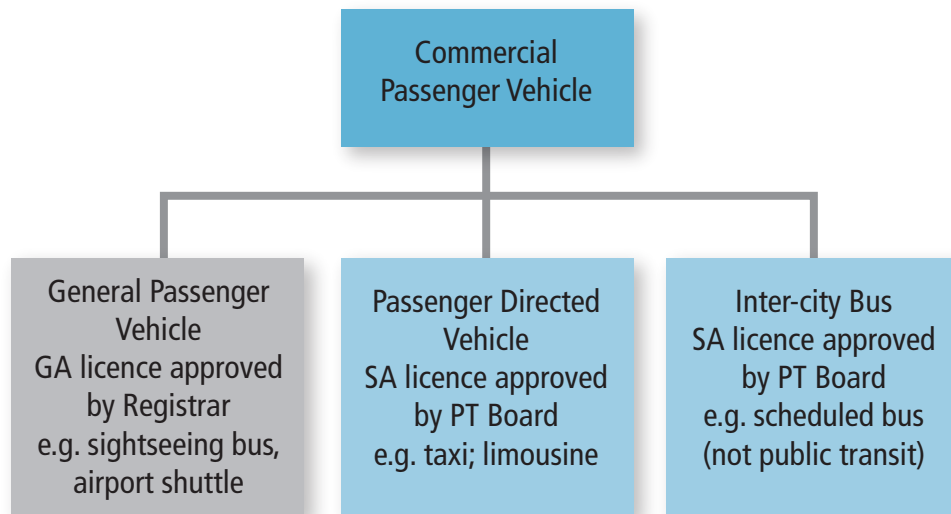 Commercial
Passenger Vehicle
General Passenger
Vehicle
GA licence approved
by Registrar
e.g. sightseeing bus,
airport shuttle
Passenger Directed
Vehicle
SA licence approved
by PT Board
e.g. taxi; limousine
Inter-city Bus
SA licence approved
by PT Board
e.g. scheduled bus
(not public transit)